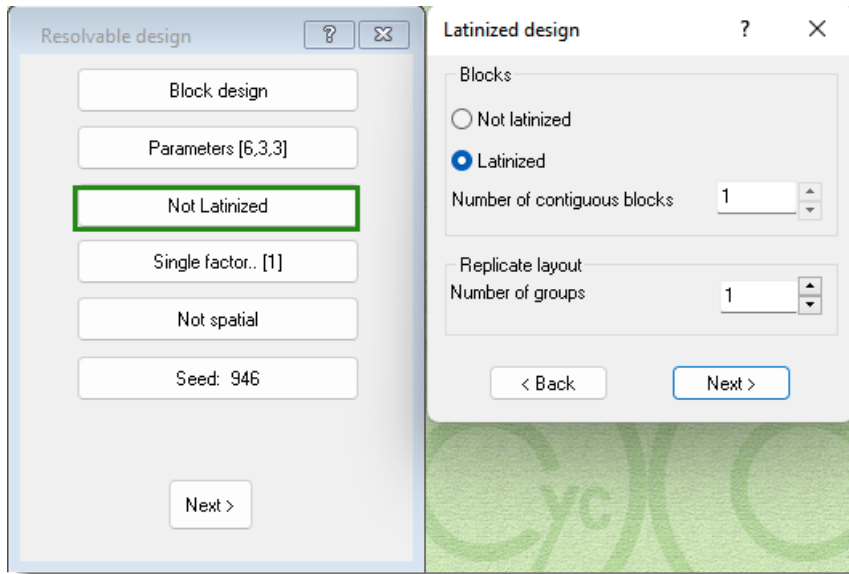 Resolvable design
?
Block design
Parameters [6,3,3]
Not Latinized
Single factor.. [1]
Not spatial
Seed: 946
Next >
Latinized design
?
Blocks
Not latinized
Latinized
Number of contiguous blocks 1
Replicate layout
Number of groups 1
< Back Next >
Cyc